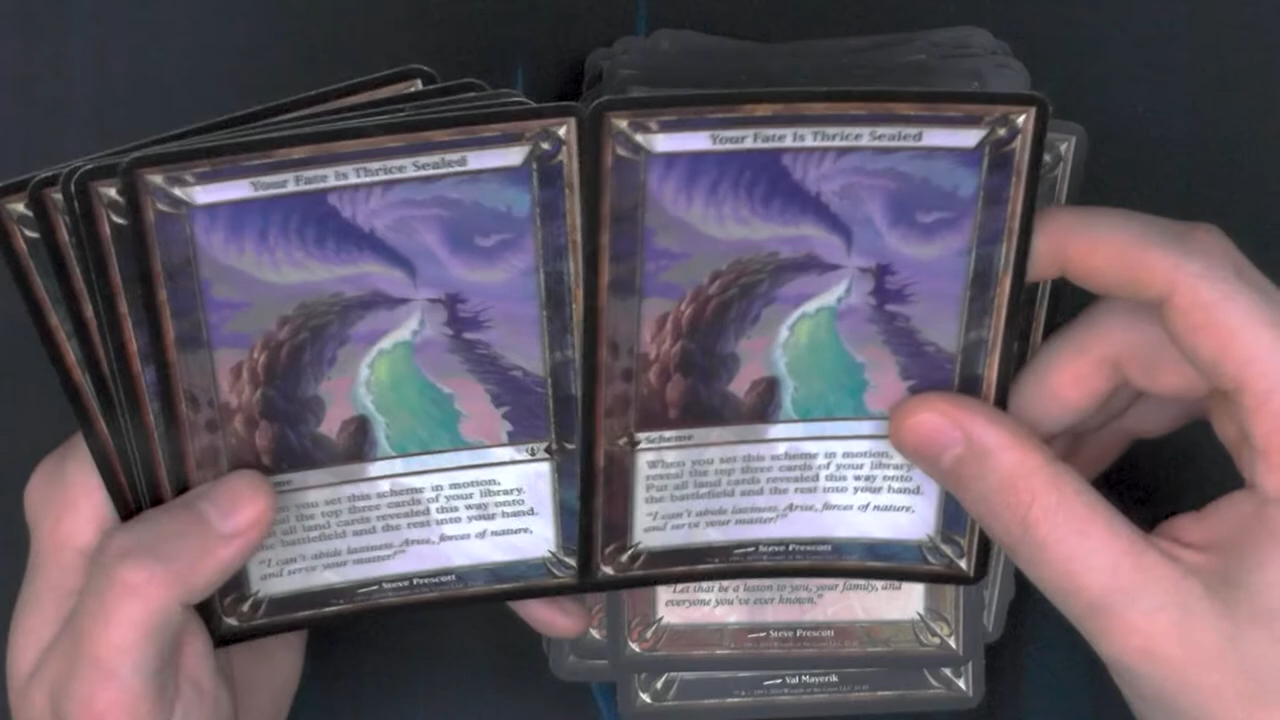 Your Fate Is Thrice Sealed
me
n you set this scheme in motion,
al the top three cards of your library.
all land cards revealed this way onto
he battlefield and the rest into your hand.
"I can't abide laziness. Arise, forces of nature,
and serve your master!"
Steve Prescott
Your Fate Is Thrice Sealed
Scheme
When you set this scheme in motion,
reveal the top three cards of your library.
Put all land cards revealed this way onto
the battlefield and the rest into your hand.
"I can't abide laziness. Arise, forces of nature,
and serve your master!"
Steve Prescott
"Let that be a lesson to you, your family, and
everyone you've ever known."
Steve Prescott
Val Mayerik